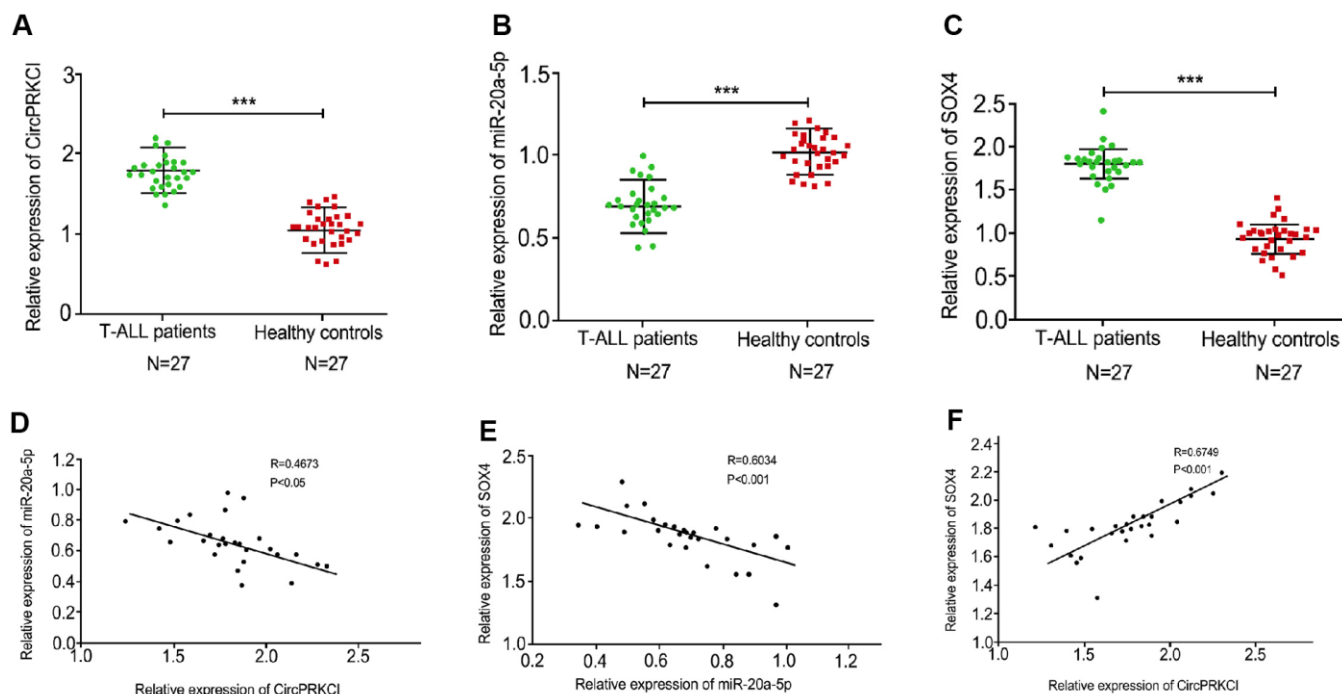 A
Relative expression of CircPRKCI
3
2
1
0
***
T-ALL patients
Healthy controls
N=27
N=27
B
Relative expression of miR-20a-5p
1.5
1.0
0.5
0.0
***
T-ALL patients
Healthy controls
N=27
N=27
C
Relative expression of SOX4
2.5
2.0
1.5
1.0
0.5
0.0
***
T-ALL patients
Healthy controls
N=27
N=27
D
Relative expression of miR-20a-5p
1.2
1.0
0.8
0.6
0.4
0.2
0.0
R=0.4673
P<0.05
1.0
1.5
2.0
2.5
Relative expression of CircPRKCI
E
Relative expression of SOX4
2.5
2.0
1.5
1.0
R=0.6034
P<0.001
0.2
0.4
0.6
0.8
1.0
1.2
Relative expression of miR-20a-5p
F
Relative expression of SOX4
2.4
2.2
2.0
1.8
1.6
1.4
1.2
1.0
R=0.6749
P<0.001
1.0
1.5
2.0
2.5
Relative expression of CircPRKCI